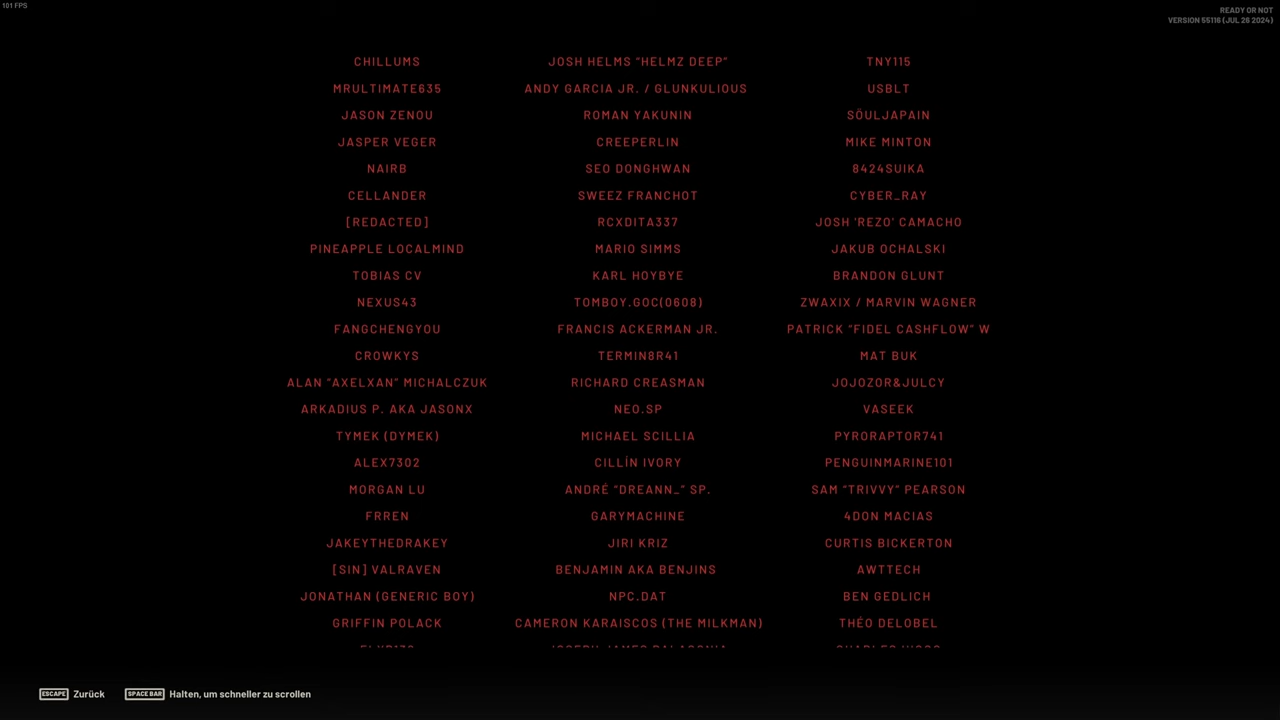 101 FPS
READY OR NOT
VERSION 55116 (JUL 26 2024)
CHILLUMS JOSH HELMS "HELMZ DEEP" TNY115
MRULTIMATE635 ANDY GARCIA JR. / GLUNKULIOUS USBLT
JASON ZENOU ROMAN YAKUNIN SÖULJAPAIN
JASPER VEGER CREEPERLIN MIKE MINTON
NAIRB SEO DONGHWAN 8424SUIKA
CELLANDER SWEEZ FRANCHOT CYBER_RAY
[REDACTED] RCXDITA337 JOSH 'REZO' CAMACHO
PINEAPPLE LOCALMIND MARIO SIMMS JAKUB OCHALSKI
TOBIAS CV KARL HOYBYE BRANDON GLUNT
NEXUS43 TOMBOY.GOC(0608) ZWAXIX / MARVIN WAGNER
FANGCHENGYOU FRANCIS ACKERMAN JR. PATRICK "FIDEL CASHFLOW" W
CROWKYS TERMIN8R41 MAT BUK
ALAN "AXELXAN" MICHALCZUK RICHARD CREASMAN JOJOZOR&JULCY
ARKADIUS P. AKA JASONX NEO.SP VASEEK
TYMEK (DYMEK) MICHAEL SCILLIA PYRORAPTOR741
ALEX7302 CILLÍN IVORY PENGUINMARINE101
MORGAN LU ANDRÉ "DREANN_" SP. SAM "TRIVVY" PEARSON
FRREN GARYMACHINE 4DON MACIAS
JAKEYTHEDRAKEY JIRI KRIZ CURTIS BICKERTON
[SIN] VALRAVEN BENJAMIN AKA BENJINS AWTTECH
JONATHAN (GENERIC BOY) NPC.DAT BEN GEDLICH
GRIFFIN POLACK CAMERON KARAISCOS (THE MILKMAN) THÉO DELOBEL
ESCAPE Zurück SPACE BAR Halten, um schneller zu scrollen